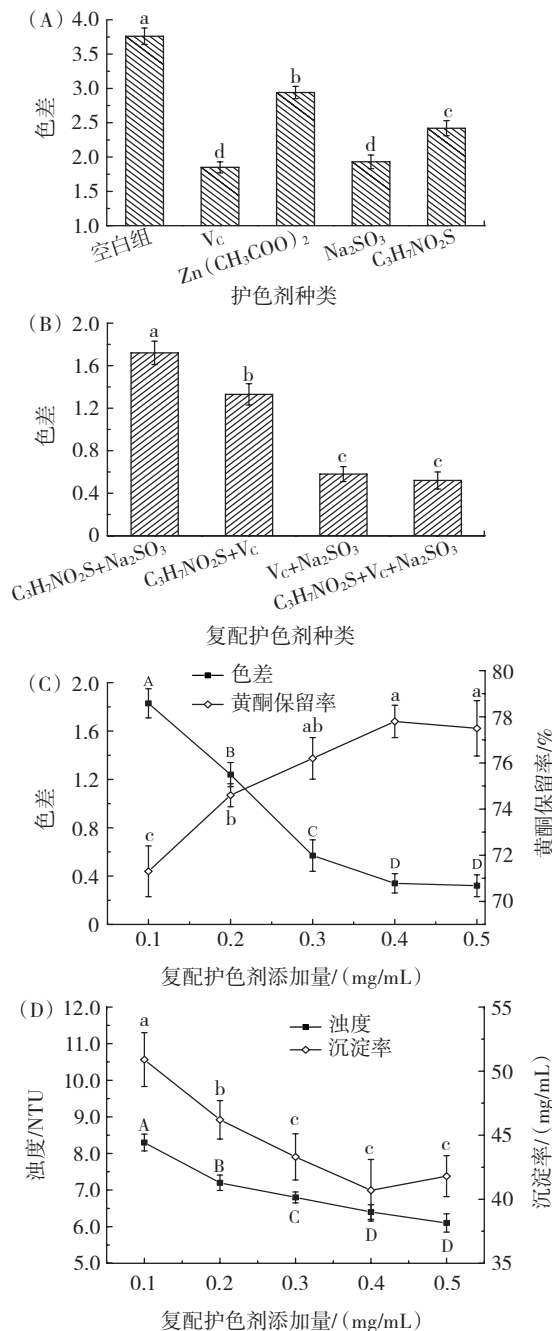 (A)
a
b
c
d
d
4.0
3.5
3.0
2.5
2.0
1.5
1.0
色差
空白组
V_C
Zn(CH₃COO)₂
Na₂SO₃
C₃H₇NO₂S
护色剂种类
(B)
a
b
c
c
2.0
1.6
1.2
0.8
0.4
0
色差
C₃H₇NO₂S+Na₂SO₃
C₃H₇NO₂S+V_C
V_C+Na₂SO₃
C₃H₇NO₂S+V_C+Na₂SO₃
复配护色剂种类
(C)
色差
黄酮保留率
A
B
C
D
D
c
b
ab
a
a
2.0
1.6
1.2
0.8
0.4
0
色差
80
78
76
74
72
70
黄酮保留率/%
0.1 0.2 0.3 0.4 0.5
复配护色剂添加量/(mg/mL)
(D)
浊度
沉淀率
a
b
c
c
c
A
B
C
D
D
12.0
11.0
10.0
9.0
8.0
7.0
6.0
5.0
浊度/NTU
55
50
45
40
35
沉淀率/(mg/mL)
0.1 0.2 0.3 0.4 0.5
复配护色剂添加量/(mg/mL)